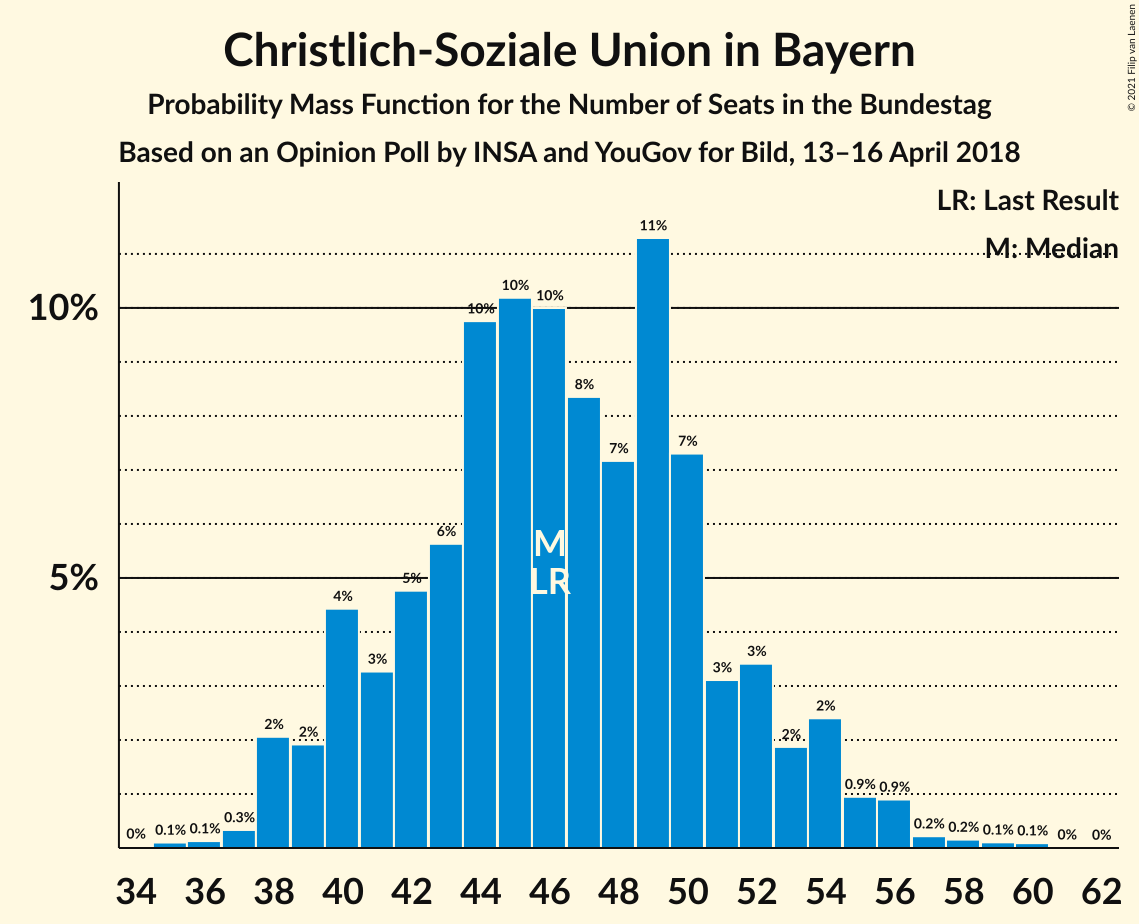 Christlich-Soziale Union in Bayern
Probability Mass Function for the Number of Seats in the Bundestag
Based on an Opinion Poll by INSA and YouGov for Bild, 13–16 April 2018
© 2021 Filip van Laenen
LR: Last Result
M: Median
10%
5%
0% 0.1% 0.1% 0.3% 2% 2% 4% 3% 5% 6% 10% 10% 10% 8% 7% 11% 7% 3% 3% 2% 2% 0.9% 0.9% 0.2% 0.2% 0.1% 0.1% 0% 0%
M
LR
34 36 38 40 42 44 46 48 50 52 54 56 58 60 62